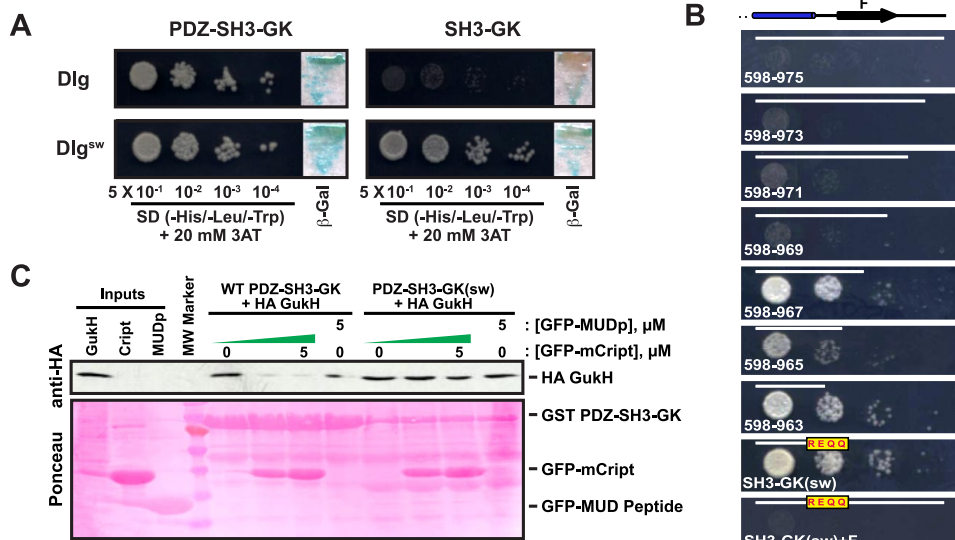 A
PDZ-SH3-GK
SH3-GK
Dlg
Dlgsw
5 X 10-1 10-2 10-3 10-4
SD (-His/-Leu/-Trp)
+ 20 mM 3AT
β-Gal
5 X 10-1 10-2 10-3 10-4
SD (-His/-Leu/-Trp)
+ 20 mM 3AT
β-Gal
B
F
598-975
598-973
598-971
598-969
598-967
598-965
598-963
REQQ
SH3-GK(sw)
REQQ
SH3-GK(sw)+F
C
Inputs
GukH
Cript
MUDp
MW Marker
WT PDZ-SH3-GK
+ HA GukH
PDZ-SH3-GK(sw)
+ HA GukH
5 5 : [GFP-MUDp], μM
0 5 0 0 5 0 : [GFP-mCript], μM
anti-HA
HA GukH
Ponceau
GST PDZ-SH3-GK
GFP-mCript
GFP-MUD Peptide